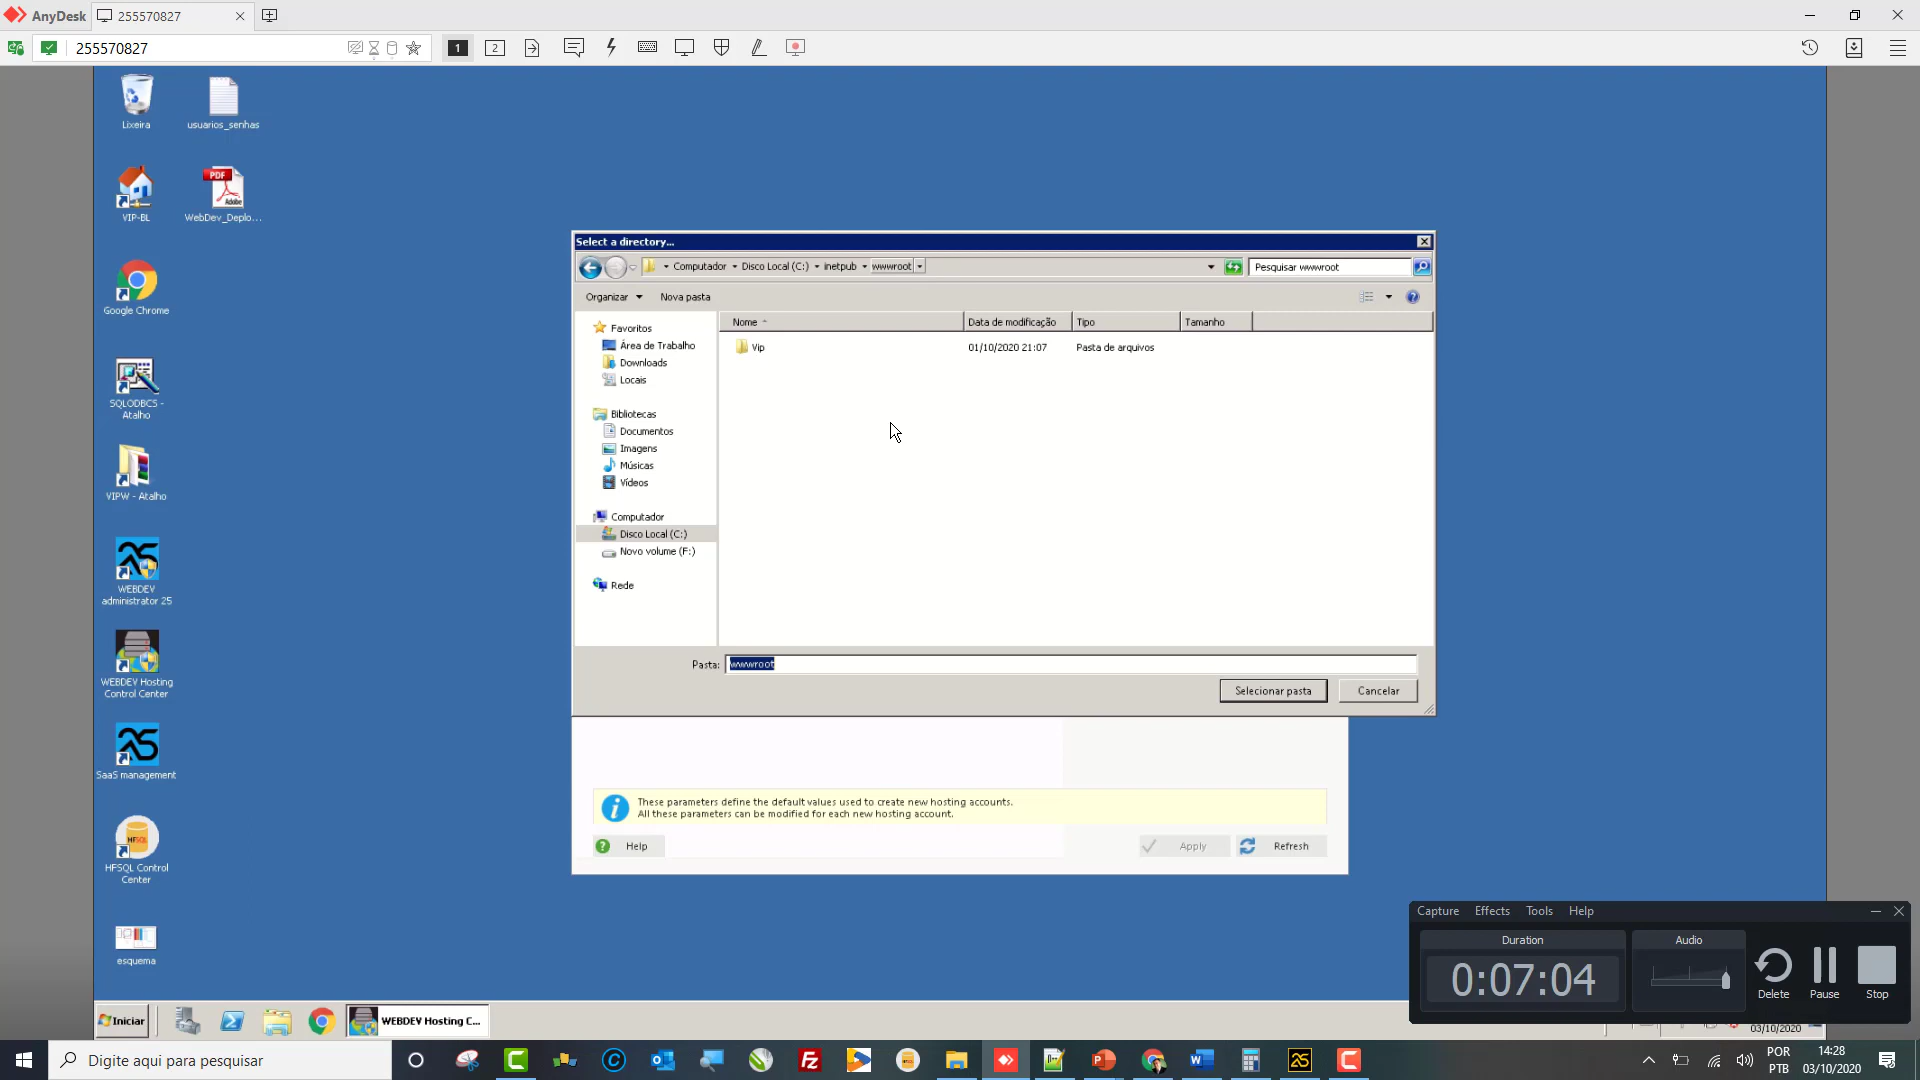 AnyDesk
255570827
255570827
1
2
Lixeira
usuarios_senhas
PDF
Adobe
VIP-BL
WebDev_Deplo...
Google Chrome
SQLODBCS -
Atalho
VIPW - Atalho
WEBDEV
administrator 25
WEBDEV Hosting
Control Center
SaaS management
HFSQL Control
Center
esquema
Select a directory...
Computador
Disco Local (C:)
inetpub
wwwroot
Pesquisar wwwroot
Organizar
Nova pasta
Favoritos
Área de Trabalho
Downloads
Locais
Bibliotecas
Documentos
Imagens
Músicas
Vídeos
Computador
Disco Local (C:)
Novo volume (F:)
Rede
Nome
Data de modificação
Tipo
Tamanho
Vip
01/10/2020 21:07
Pasta de arquivos
Pasta:
wwwroot
Selecionar pasta
Cancelar
These parameters define the default values used to create new hosting accounts.
All these parameters can be modified for each new hosting account.
Help
Apply
Refresh
Capture
Effects
Tools
Help
Duration
0:07:04
Audio
Delete
Pause
Stop
Iniciar
WEBDEV Hosting C...
03/10/2020
Digite aqui para pesquisar
POR
PTB
14:28
03/10/2020